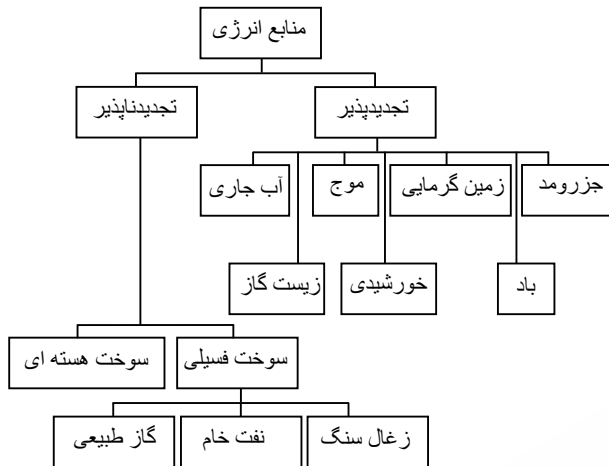 منابع انرژی
تجدیدپذیر
تجدیدناپذیر
جزرومد
زمین گرمایی
موج
آب جاری
باد
خورشیدی
زیست گاز
سوخت فسیلی
سوخت هسته ای
زغال سنگ
نفت خام
گاز طبیعی